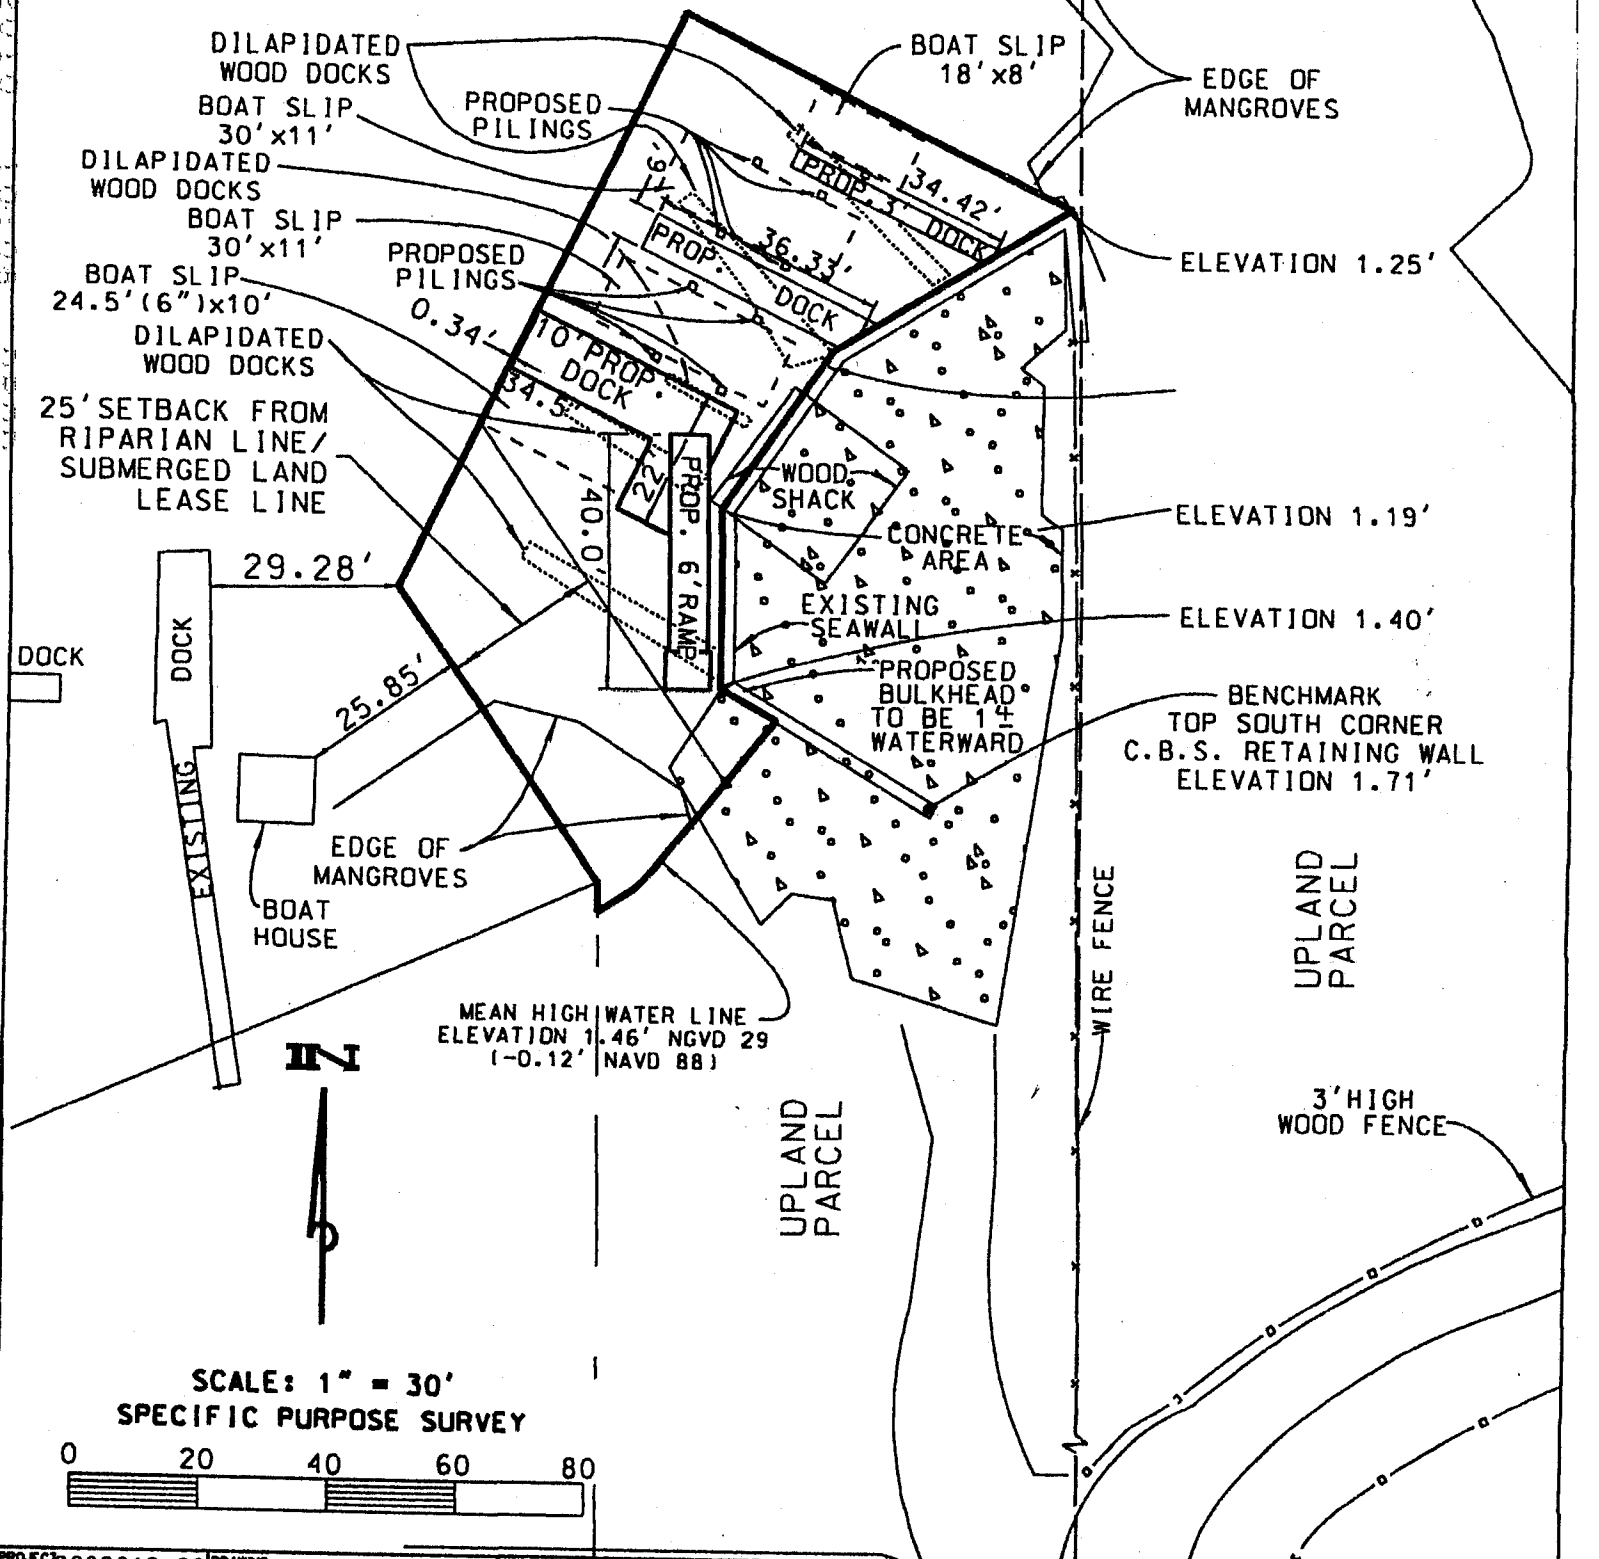 DILAPIDATED
WOOD DOCKS
BOAT SLIP
18'x8'
EDGE OF
MANGROVES
BOAT SLIP
30'x11'
PROPOSED
PILINGS
DILAPIDATED
WOOD DOCKS
BOAT SLIP
30'x11'
PROPOSED
PILINGS
BOAT SLIP
24.5'(6")x10'
DILAPIDATED
WOOD DOCKS
34.42'
PROP. 3' DOCK
36.33'
PROP.
DOCK
ELEVATION 1.25'
0.34'
10' PROP.
DOCK
34.5'
22'
40.0'
PROP. 6' RAMP
25' SETBACK FROM
RIPARIAN LINE/
SUBMERGED LAND
LEASE LINE
WOOD
SHACK
CONCRETE
AREA
ELEVATION 1.19'
29.28'
EXISTING
SEAWALL
ELEVATION 1.40'
DOCK
DOCK
EXISTING
25.85'
PROPOSED
BULKHEAD
TO BE 1'±
WATERWARD
BENCHMARK
TOP SOUTH CORNER
C.B.S. RETAINING WALL
ELEVATION 1.71'
EDGE OF
MANGROVES
BOAT
HOUSE
UPLAND
PARCEL
WIRE FENCE
MEAN HIGH WATER LINE
ELEVATION 1.46' NGVD 29
(-0.12' NAVD 88)
N
UPLAND
PARCEL
3' HIGH
WOOD FENCE
SCALE: 1" = 30'
SPECIFIC PURPOSE SURVEY
0 20 40 60 80